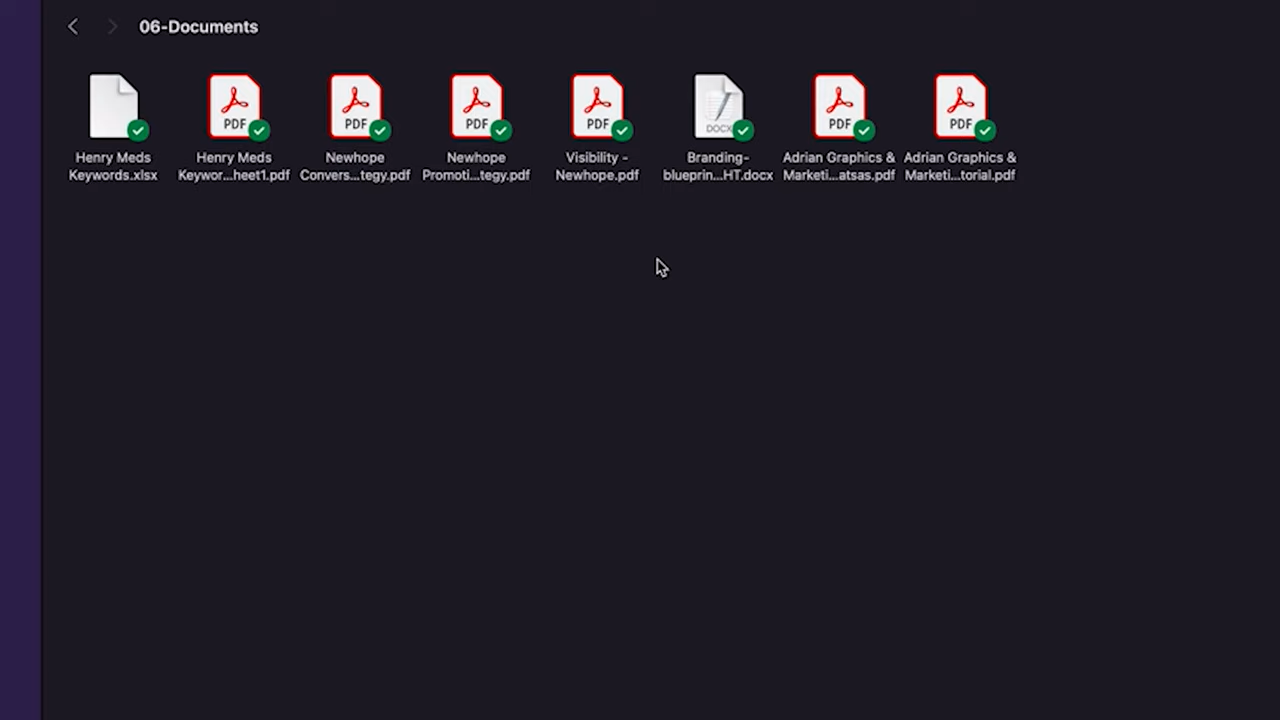 06-Documents
PDF PDF PDF PDF DOCX PDF PDF
Henry Meds Henry Meds Newhope Newhope Visibility - Branding- Adrian Graphics & Adrian Graphics &
Keywords.xlsx Keywor...heet1.pdf Convers...tegy.pdf Promoti...tegy.pdf Newhope.pdf blueprin...HT.docx Marketi...atsas.pdf Marketi...torial.pdf